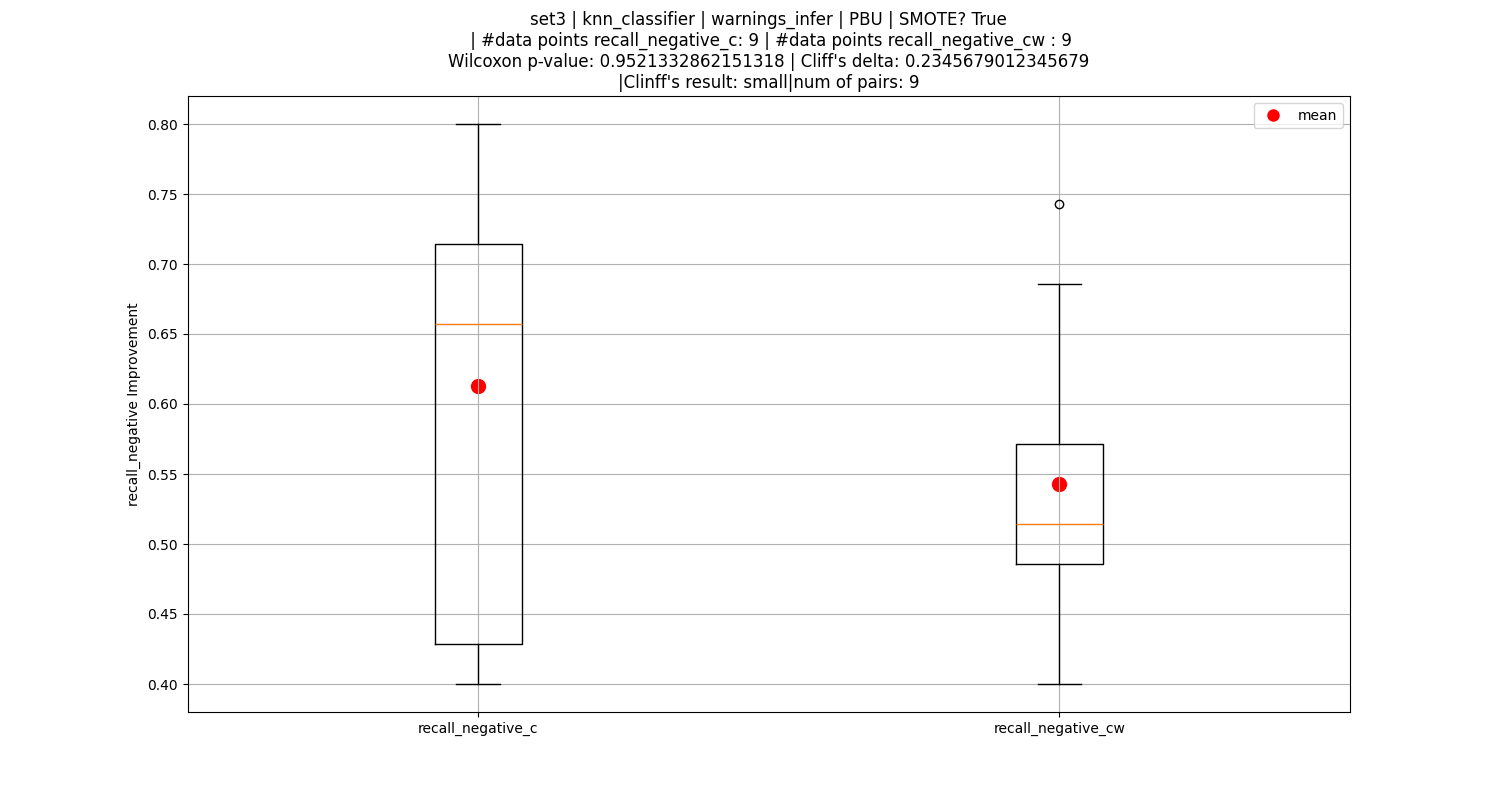 set3 | knn_classifier | warnings_infer | PBU | SMOTE? True
| #data points recall_negative_c: 9 | #data points recall_negative_cw : 9
Wilcoxon p-value: 0.9521332862151318 | Cliff's delta: 0.2345679012345679
|Clinff's result: small|num of pairs: 9
mean
0.80
0.75
0.70
0.65
0.60
0.55
0.50
0.45
0.40
recall_negative Improvement
recall_negative_c
recall_negative_cw